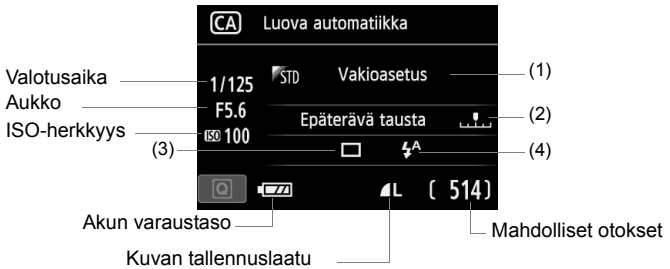 CA Luova automatiikka
Valotusaika 1/125 STD Vakioasetus (1)
Aukko F5.6 Epäterävä tausta (2)
ISO-herkkyys ISO 100
(3) A (4)
Q L ( 514)
Akun varaustaso Mahdolliset otokset
Kuvan tallennuslaatu